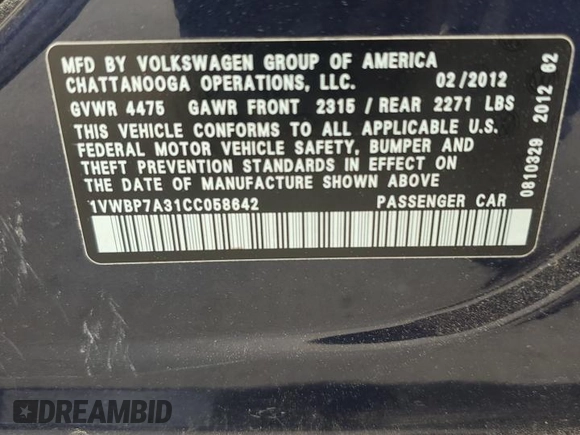 MFD BY VOLKSWAGEN GROUP OF AMERICA
CHATTANOOGA OPERATIONS, LLC. 02/2012
GVWR 4475 GAWR FRONT 2315 / REAR 2271 LBS
THIS VEHICLE CONFORMS TO ALL APPLICABLE U.S.
FEDERAL MOTOR VEHICLE SAFETY, BUMPER AND
THEFT PREVENTION STANDARDS IN EFFECT ON
THE DATE OF MANUFACTURE SHOWN ABOVE
1VWBP7A31CC058642 PASSENGER CAR
0810329 2012 62
DREAMBID